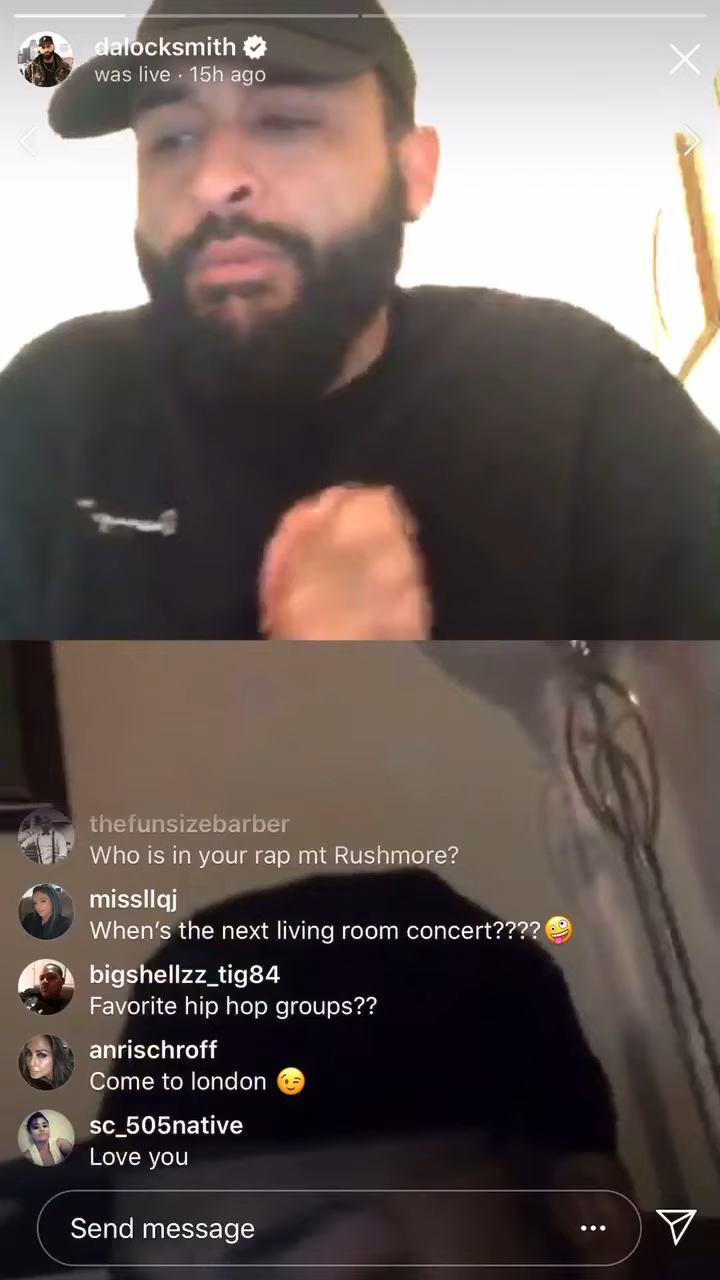 dalocksmith
was live · 15h ago
thefunsizebarber
Who is in your rap mt Rushmore?
missllqj
When's the next living room concert????🤪
bigshellzz_tig84
Favorite hip hop groups??
anrischroff
Come to london 😉
sc_505native
Love you
Send message